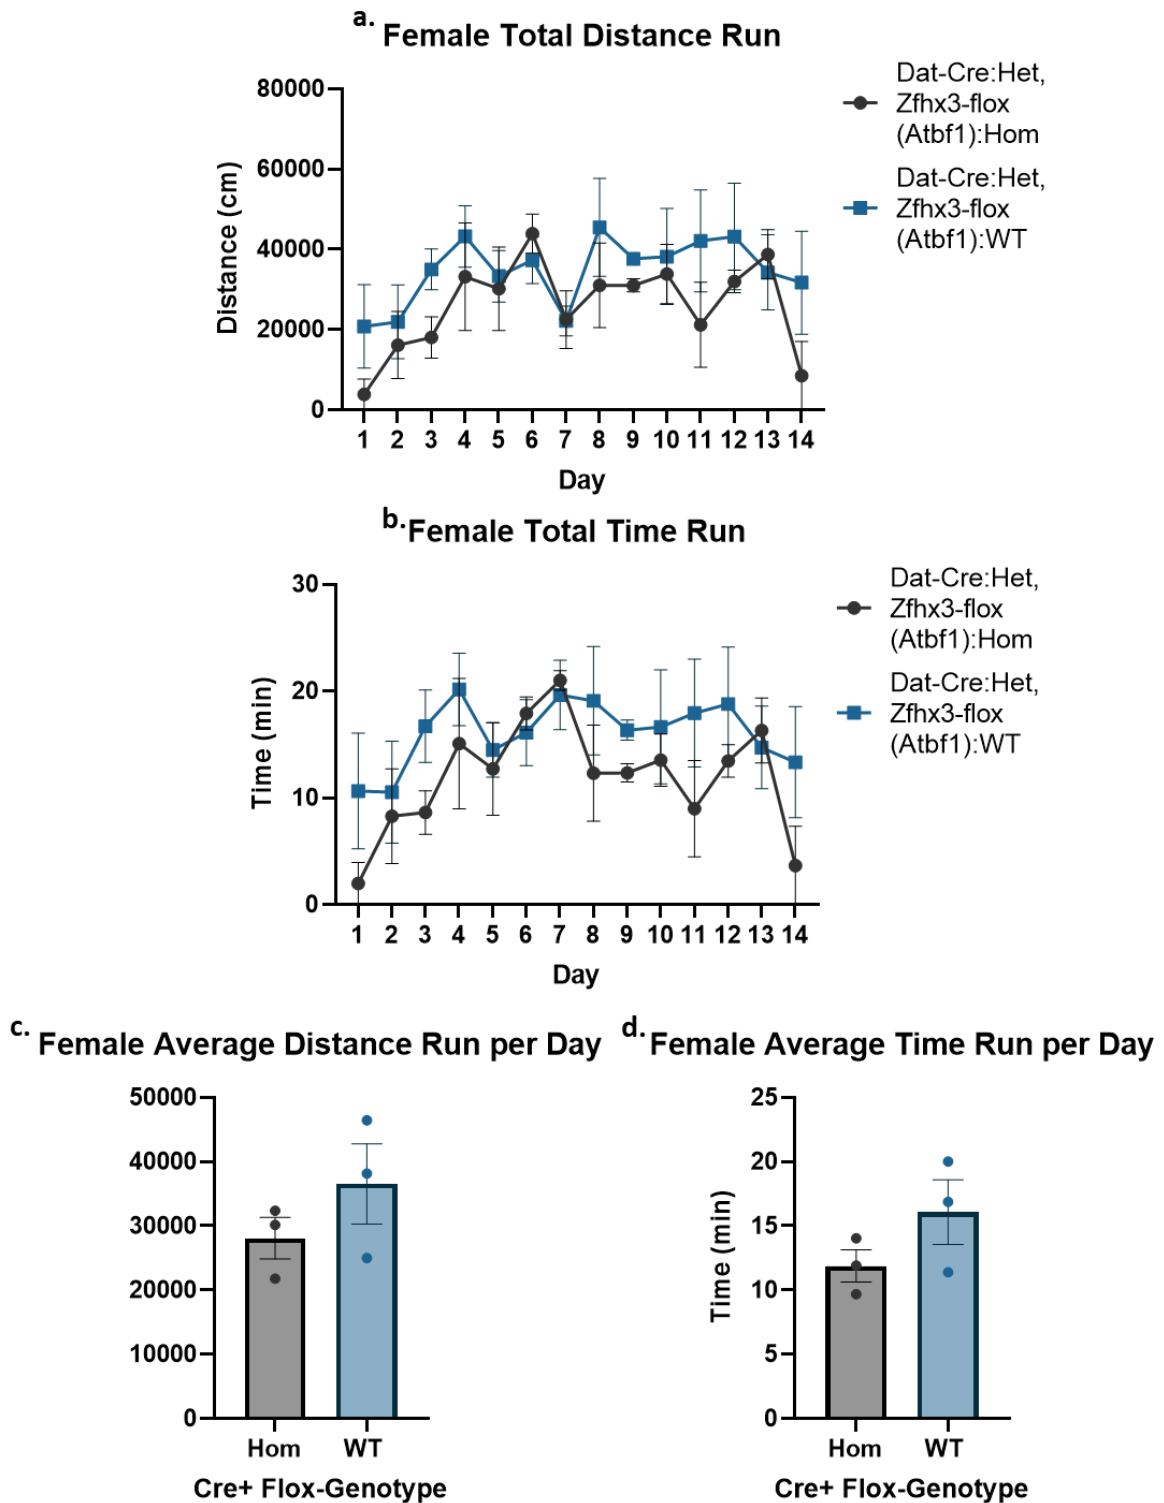 a.
Female Total Distance Run
Dat-Cre:Het,
Zfhx3-flox
(Atbf1):Hom
Dat-Cre:Het,
Zfhx3-flox
(Atbf1):WT
Distance (cm)
80000
60000
40000
20000
0
1 2 3 4 5 6 7 8 9 10 11 12 13 14
Day
b.
Female Total Time Run
Dat-Cre:Het,
Zfhx3-flox
(Atbf1):Hom
Dat-Cre:Het,
Zfhx3-flox
(Atbf1):WT
Time (min)
30
20
10
0
1 2 3 4 5 6 7 8 9 10 11 12 13 14
Day
c.
Female Average Distance Run per Day
50000
40000
30000
20000
10000
0
Hom WT
Cre+ Flox-Genotype
d.
Female Average Time Run per Day
Time (min)
25
20
15
10
5
0
Hom WT
Cre+ Flox-Genotype